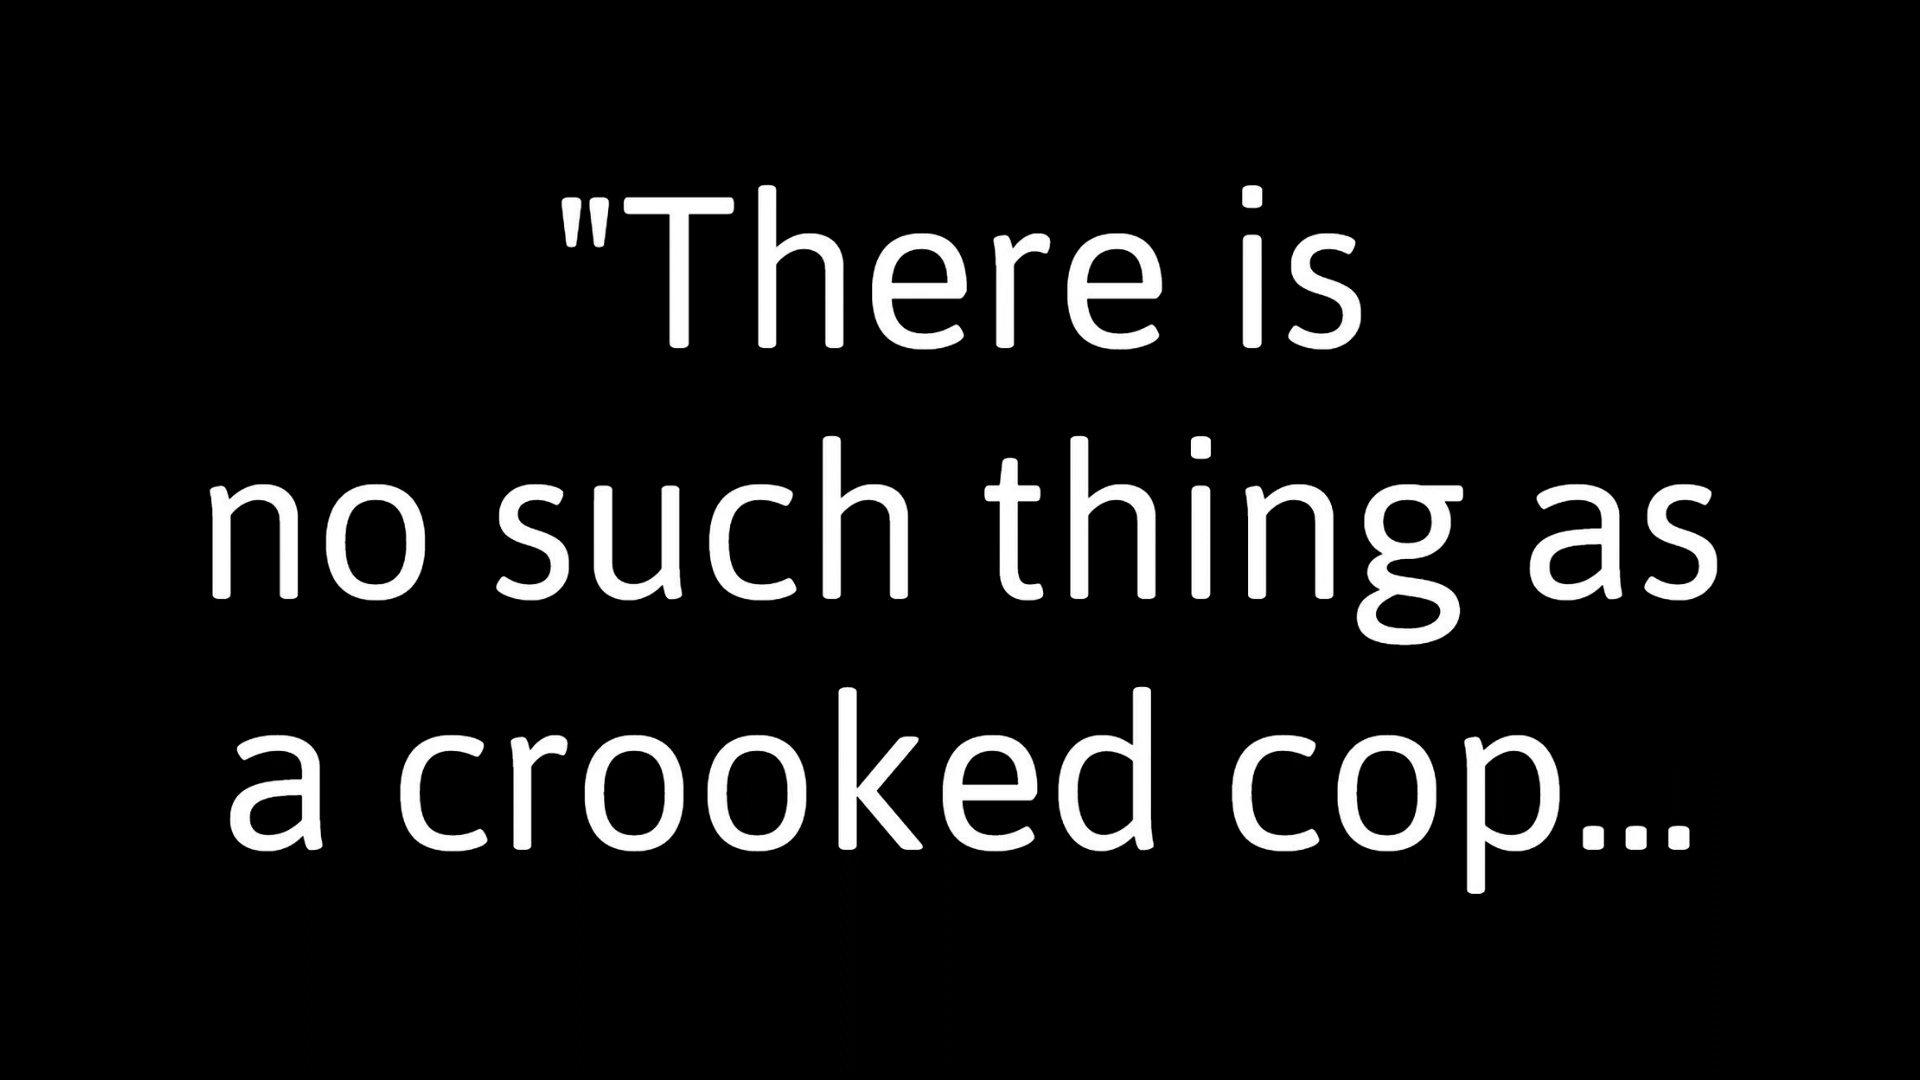 "There is
no such thing as
a crooked cop...